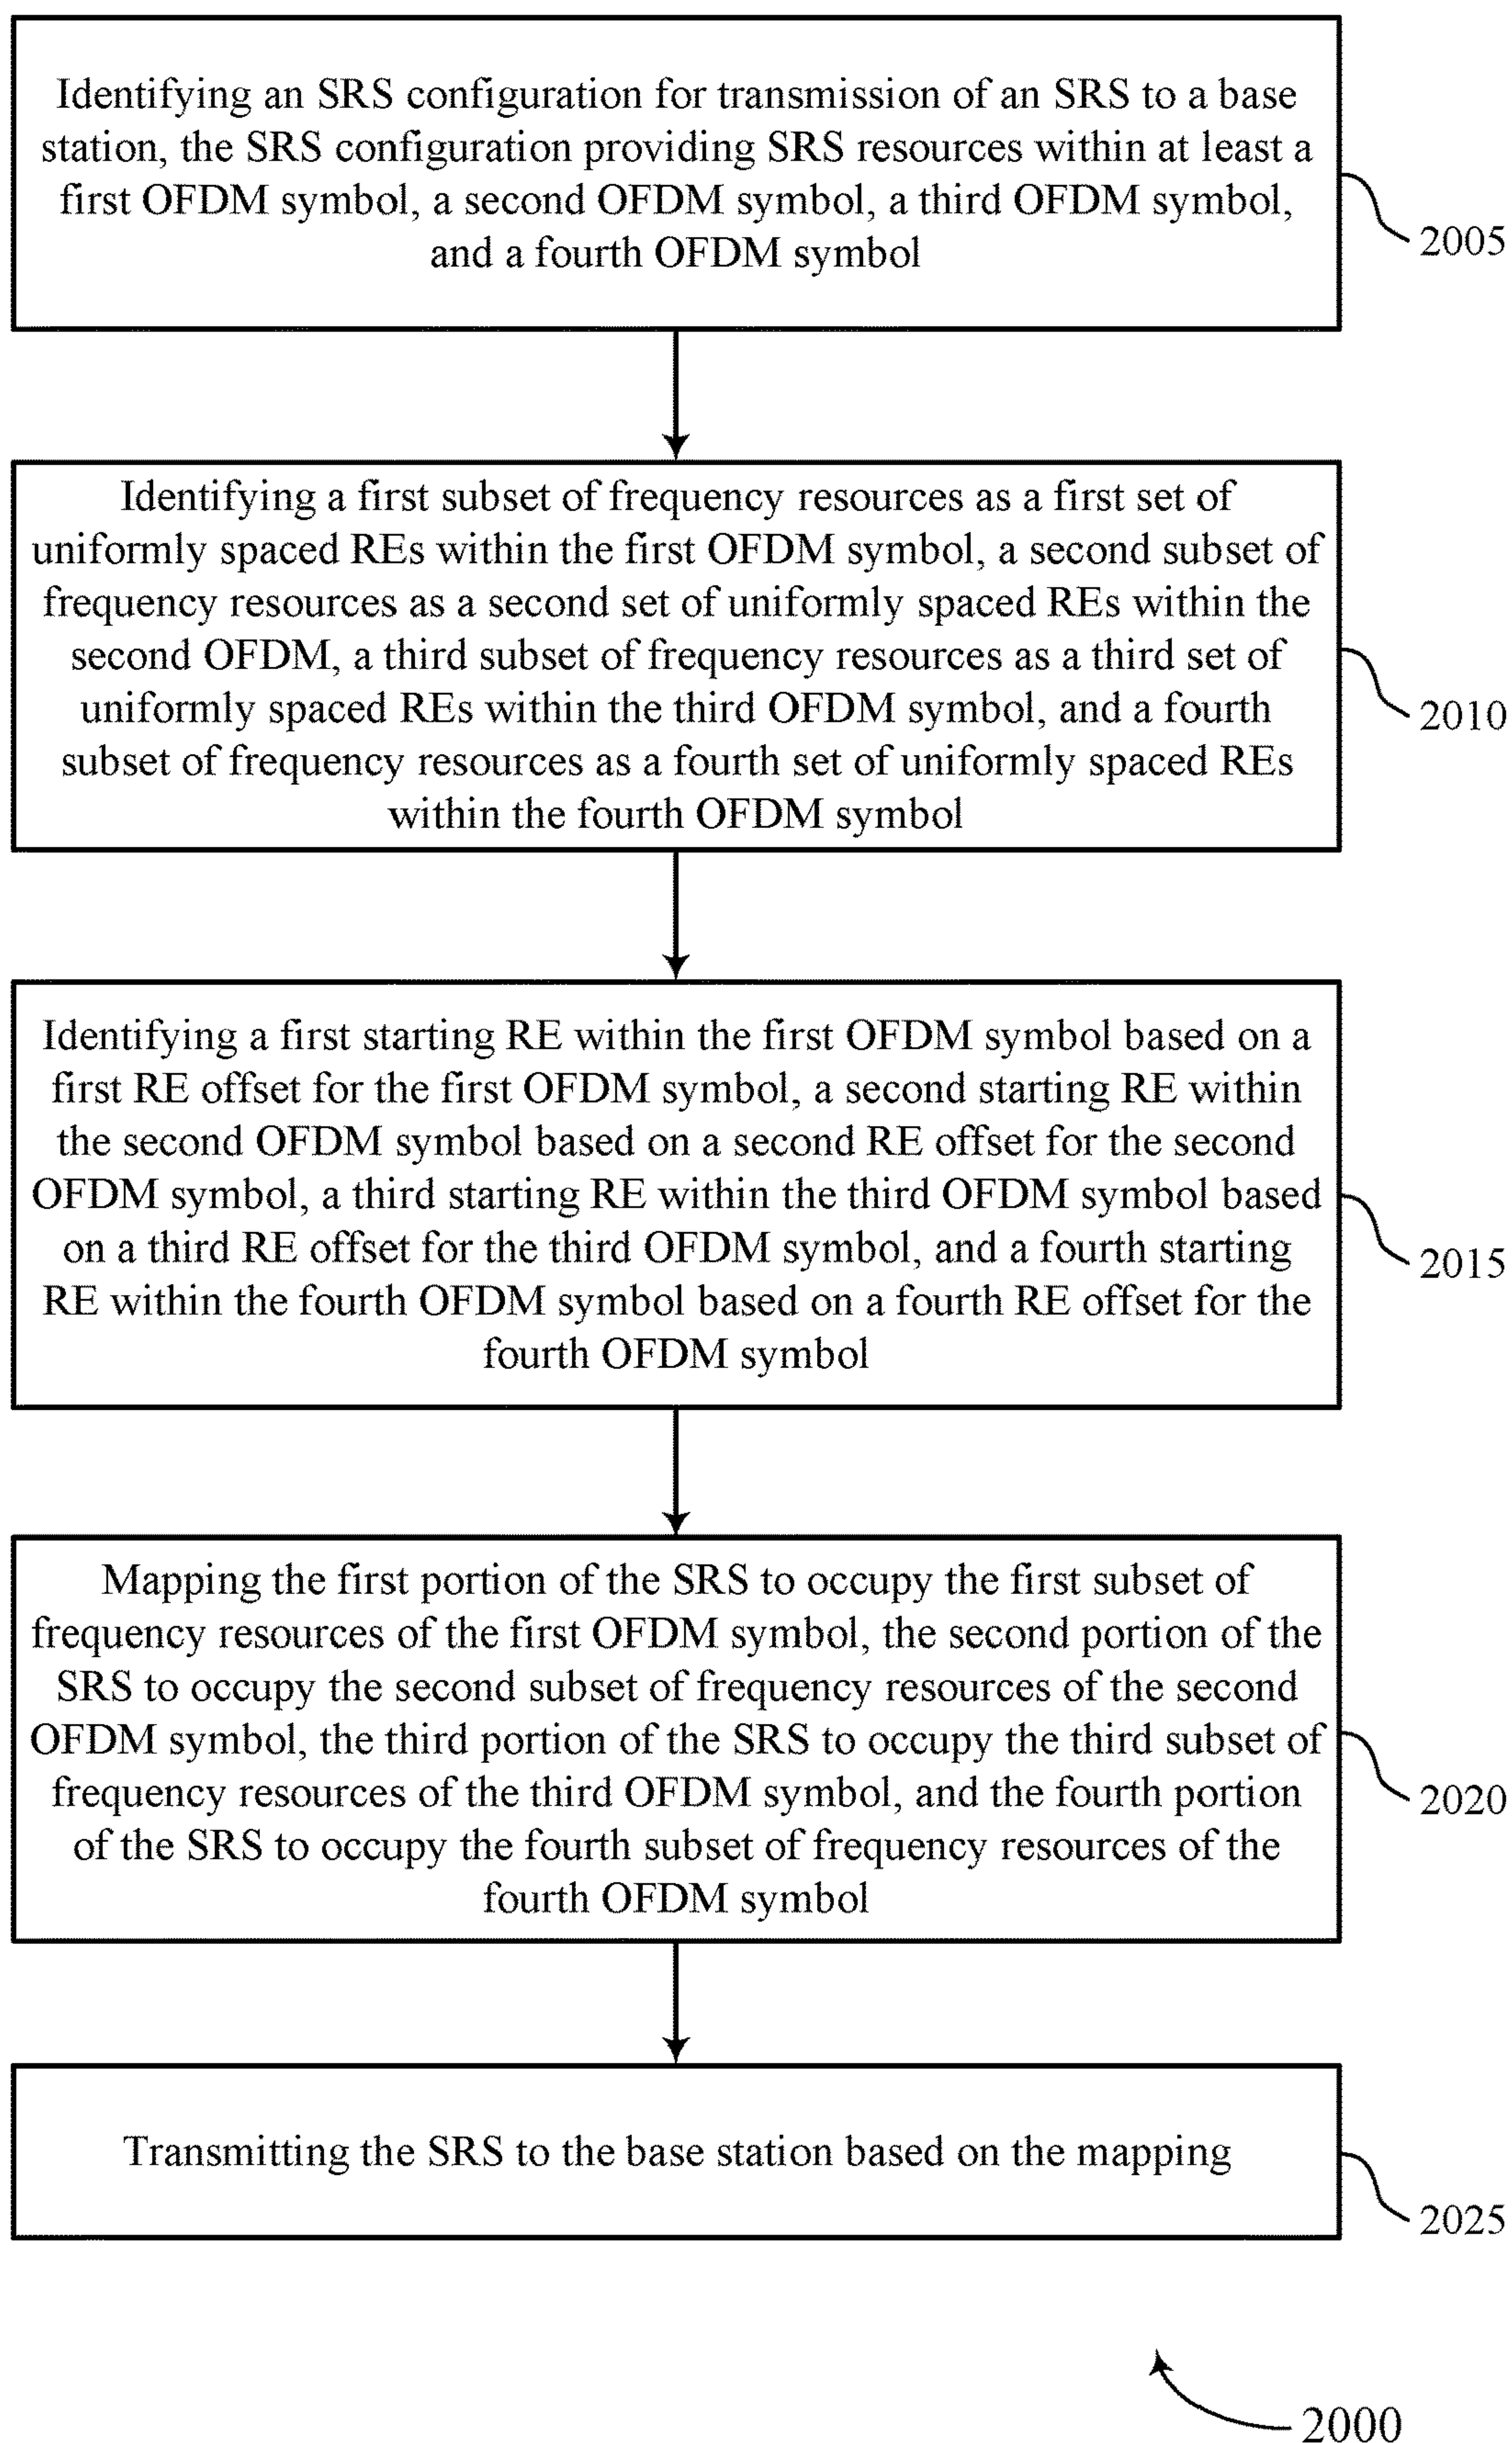 Identifying an SRS configuration for transmission of an SRS to a base
station, the SRS configuration providing SRS resources within at least a
first OFDM symbol, a second OFDM symbol, a third OFDM symbol,
and a fourth OFDM symbol
2005
Identifying a first subset of frequency resources as a first set of
uniformly spaced REs within the first OFDM symbol, a second subset of
frequency resources as a second set of uniformly spaced REs within the
second OFDM, a third subset of frequency resources as a third set of
uniformly spaced REs within the third OFDM symbol, and a fourth
subset of frequency resources as a fourth set of uniformly spaced REs
within the fourth OFDM symbol
2010
Identifying a first starting RE within the first OFDM symbol based on a
first RE offset for the first OFDM symbol, a second starting RE within
the second OFDM symbol based on a second RE offset for the second
OFDM symbol, a third starting RE within the third OFDM symbol based
on a third RE offset for the third OFDM symbol, and a fourth starting
RE within the fourth OFDM symbol based on a fourth RE offset for the
fourth OFDM symbol
2015
Mapping the first portion of the SRS to occupy the first subset of
frequency resources of the first OFDM symbol, the second portion of the
SRS to occupy the second subset of frequency resources of the second
OFDM symbol, the third portion of the SRS to occupy the third subset of
frequency resources of the third OFDM symbol, and the fourth portion
of the SRS to occupy the fourth subset of frequency resources of the
fourth OFDM symbol
2020
Transmitting the SRS to the base station based on the mapping
2025
2000